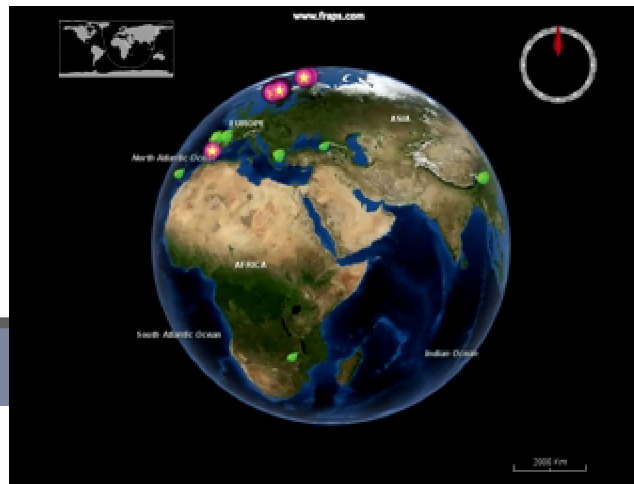 www.fraps.com
EUROPE
ASIA
North Atlantic Ocean
AFRICA
South Atlantic Ocean
Indian Ocean
2000 Km